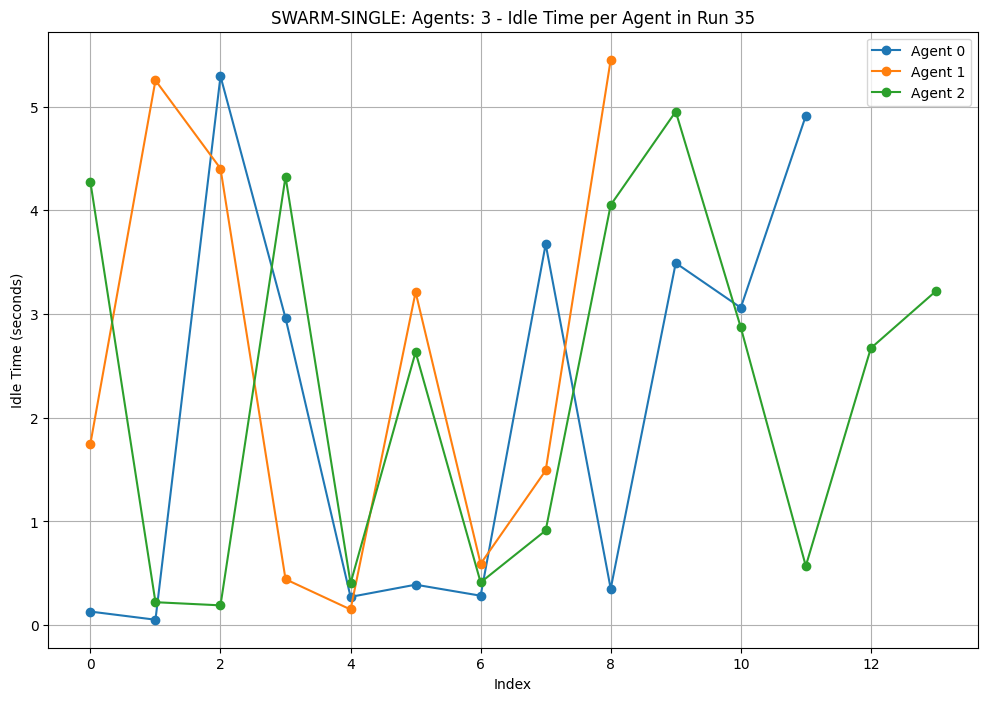 SWARM-SINGLE: Agents: 3 - Idle Time per Agent in Run 35
Agent 0
Agent 1
Agent 2
Idle Time (seconds)
5
4
3
2
1
0
0 2 4 6 8 10 12
Index